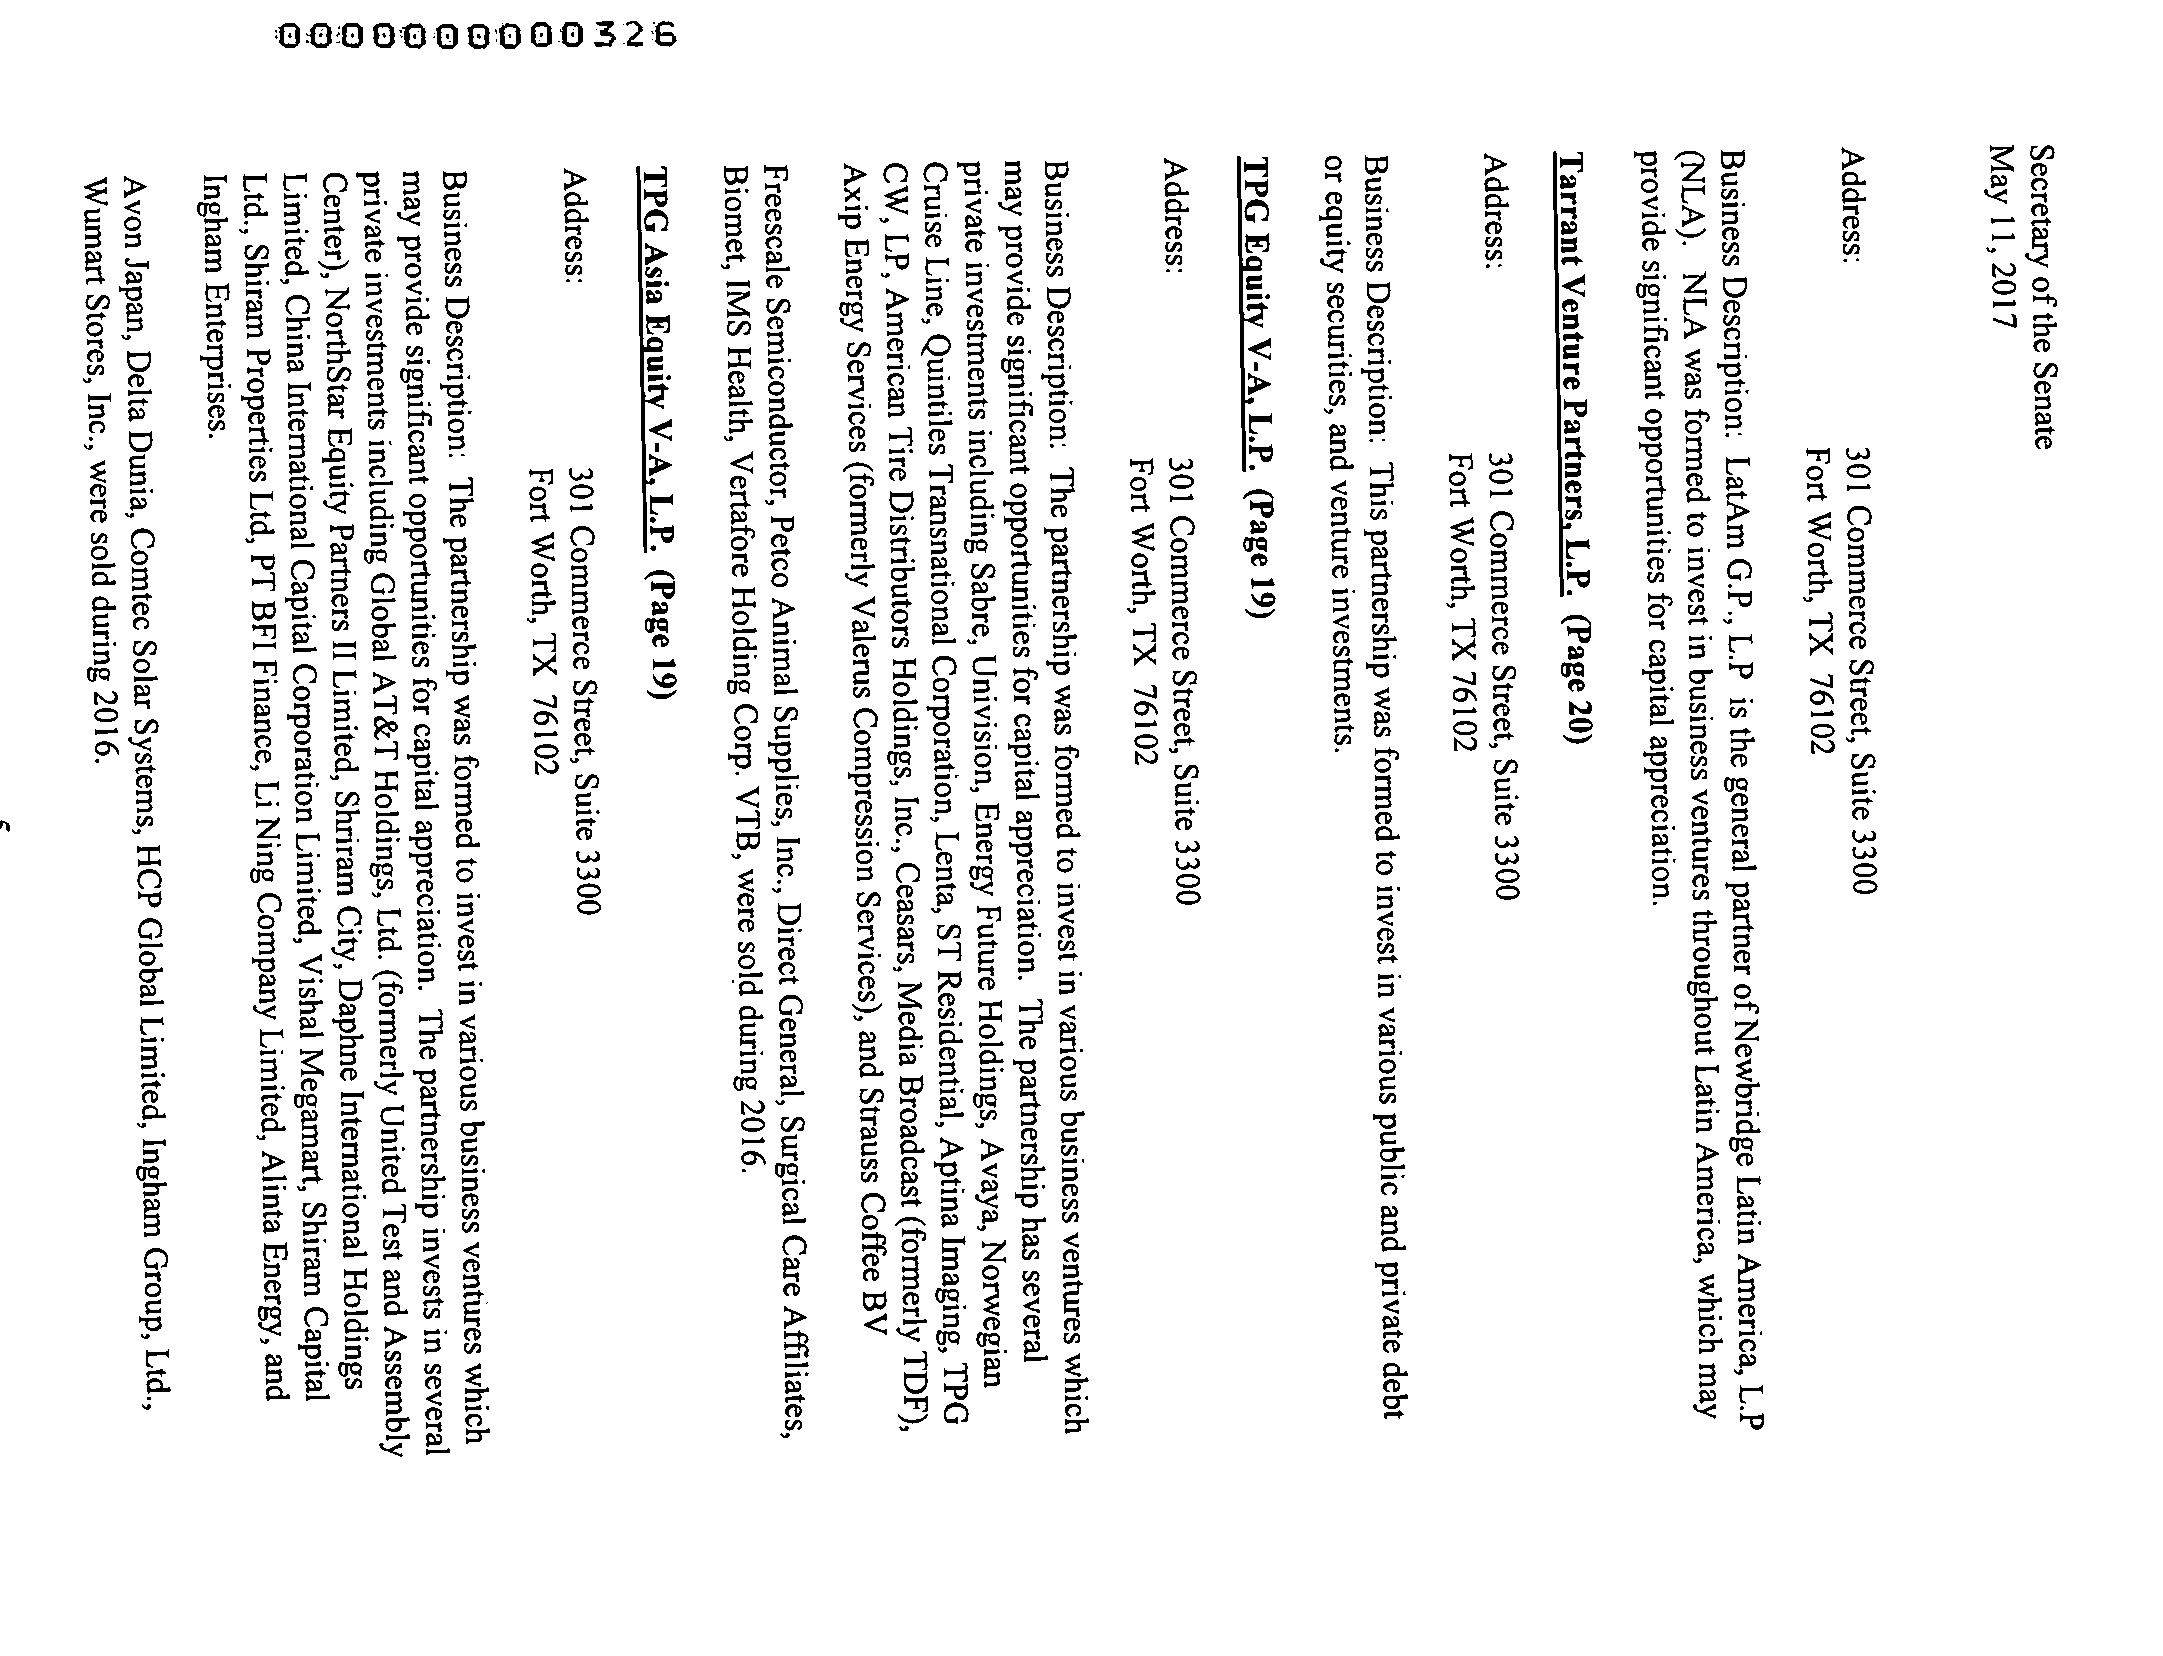 Secretary of the Senate
May 11, 2017
Address: 301 Commerce Street, Suite 3300
Fort Worth, TX 76102
Business Description: LatAm G.P., L.P is the general partner of Newbridge Latin America, L.P
(NLA). NLA was formed to invest in business ventures throughout Latin America, which may
provide significant opportunities for capital appreciation.
Tarrant Venture Partners, L.P. (Page 20)
Address: 301 Commerce Street, Suite 3300
Fort Worth, TX 76102
Business Description: This partnership was formed to invest in various public and private debt
or equity securities, and venture investments.
TPG Equity V-A, L.P. (Page 19)
Address: 301 Commerce Street, Suite 3300
Fort Worth, TX 76102
Business Description: The partnership was formed to invest in various business ventures which
may provide significant opportunities for capital appreciation. The partnership has several
private investments including Sabre, Univision, Energy Future Holdings, Avaya, Norwegian
Cruise Line, Quintiles Transnational Corporation, Lenta, ST Residential, Aptina Imaging, TPG
CW, LP, American Tire Distributors Holdings, Inc., Ceasars, Media Broadcast (formerly TDF),
Axip Energy Services (formerly Valerus Compression Services), and Strauss Coffee BV
Freescale Semiconductor, Petco Animal Supplies, Inc., Direct General, Surgical Care Affiliates,
Biomet, IMS Health, Vertafore Holding Corp. VTB, were sold during 2016.
TPG Asia Equity V-A, L.P. (Page 19)
Address: 301 Commerce Street, Suite 3300
Fort Worth, TX 76102
Business Description: The partnership was formed to invest in various business ventures which
may provide significant opportunities for capital appreciation. The partnership invests in several
private investments including Global AT&T Holdings, Ltd. (formerly United Test and Assembly
Center), NorthStar Equity Partners II Limited, Shriram City, Daphne International Holdings
Limited, China International Capital Corporation Limited, Vishal Megamart, Shiram Capital
Ltd., Shiram Properties Ltd, PT BFI Finance, Li Ning Company Limited, Alinta Energy, and
Ingham Enterprises.
Avon Japan, Delta Dunia, Comtec Solar Systems, HCP Global Limited, Ingham Group, Ltd.,
Wumart Stores, Inc., were sold during 2016.
0000000000326